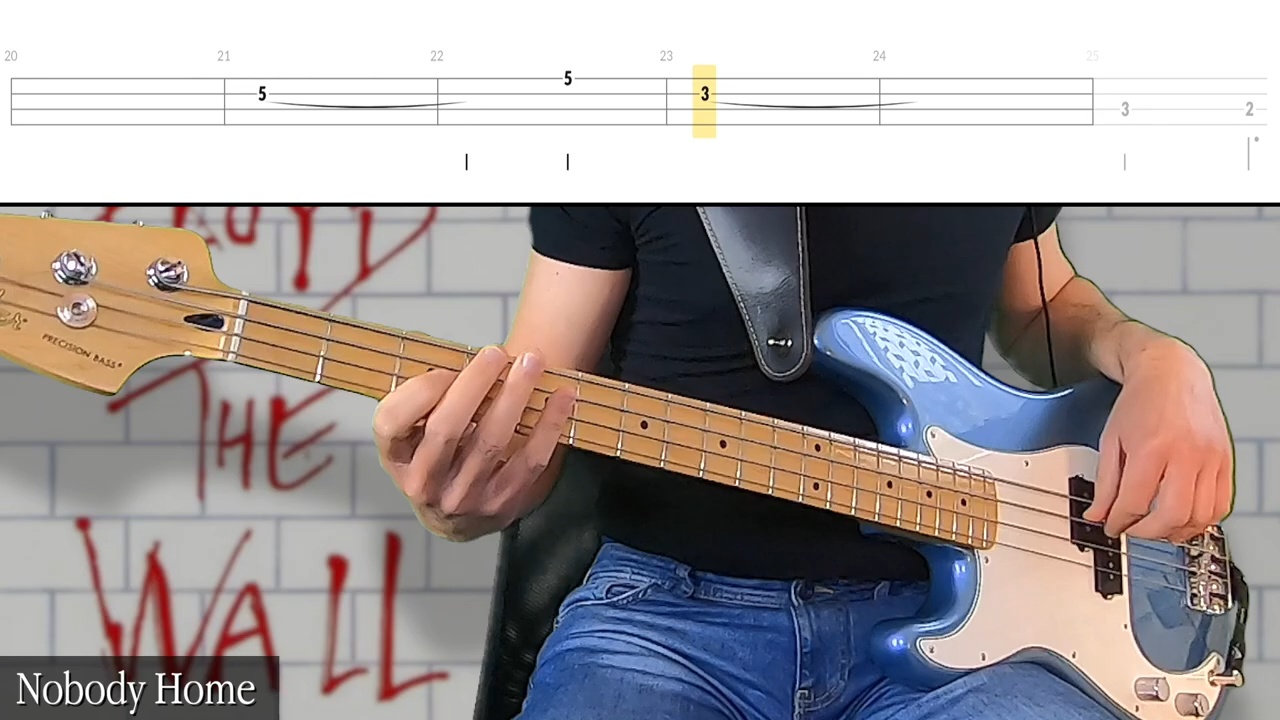 20 21 22 23 24 25
5
5 3
3 2
PRECISION BASS®
THE
WALL
Nobody Home